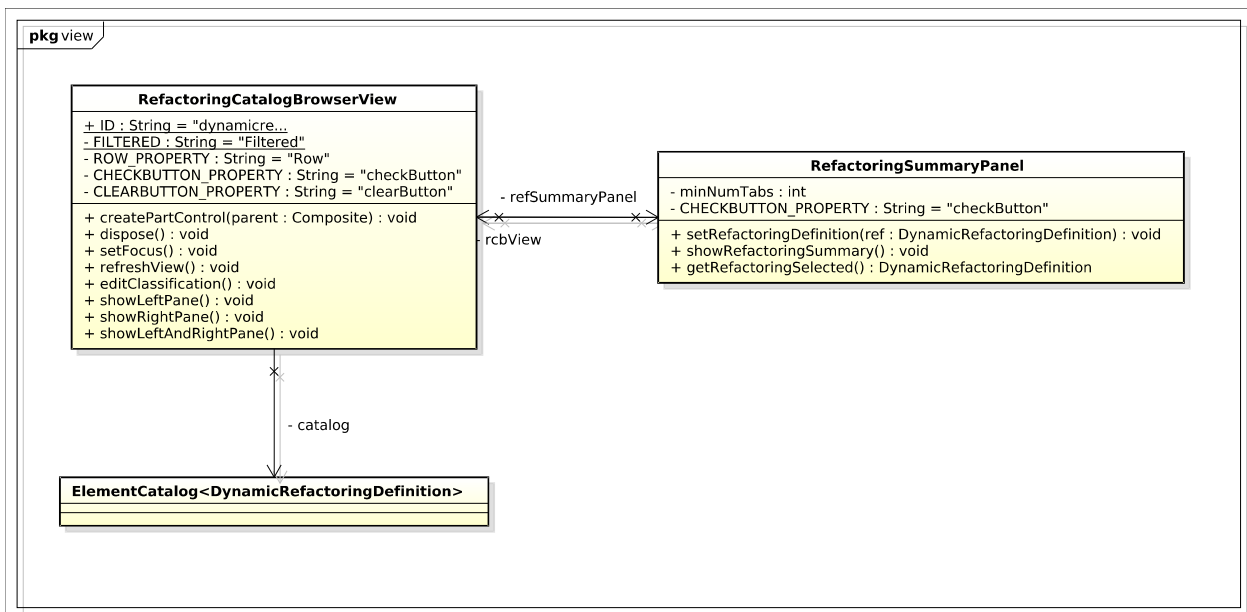 pkg view
RefactoringCatalogBrowserView
+ ID : String = "dynamicre...
- FILTERED : String = "Filtered"
- ROW_PROPERTY : String = "Row"
- CHECKBUTTON_PROPERTY : String = "checkButton"
- CLEARBUTTON_PROPERTY : String = "clearButton"
+ createPartControl(parent : Composite) : void
+ dispose() : void
+ setFocus() : void
+ refreshView() : void
+ editClassification() : void
+ showLeftPane() : void
+ showRightPane() : void
+ showLeftAndRightPane() : void
- refSummaryPanel
- rcbView
RefactoringSummaryPanel
- minNumTabs : int
- CHECKBUTTON_PROPERTY : String = "checkButton"
+ setRefactoringDefinition(ref : DynamicRefactoringDefinition) : void
+ showRefactoringSummary() : void
+ getRefactoringSelected() : DynamicRefactoringDefinition
- catalog
ElementCatalog<DynamicRefactoringDefinition>